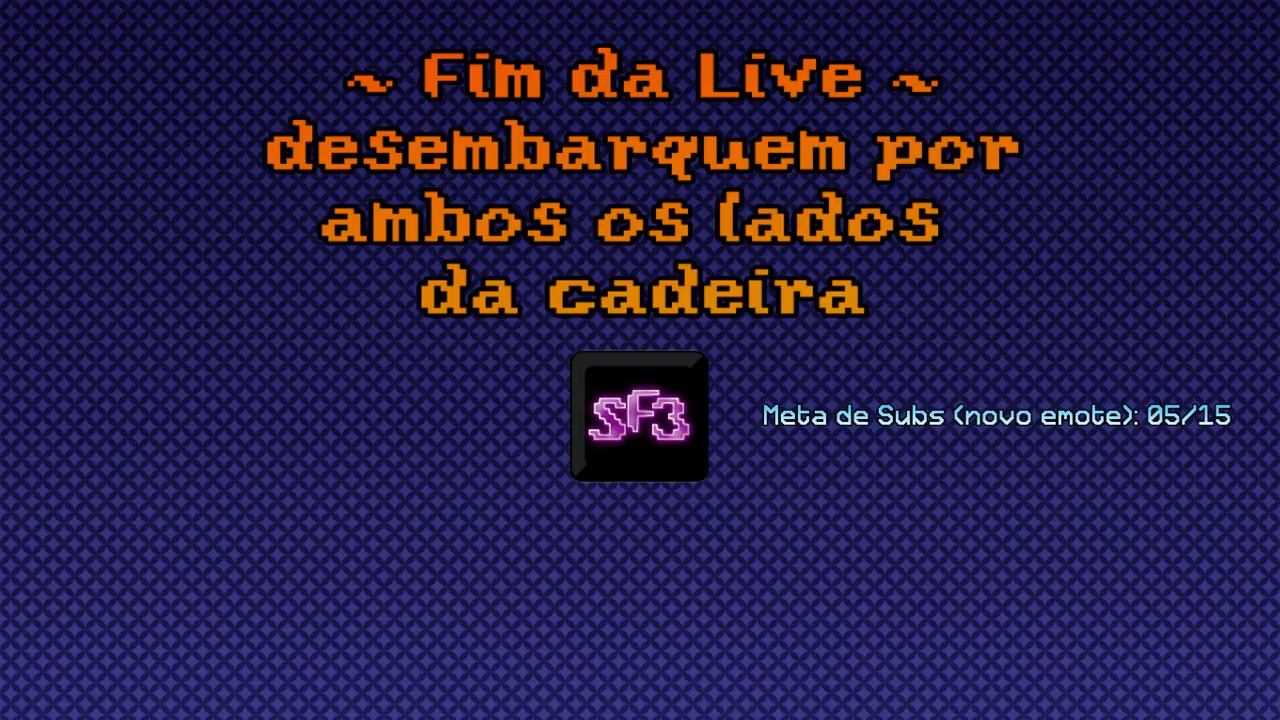 ~ Fim da Live ~
desembarquem por
ambos os lados
da cadeira
SF3
Meta de Subs (novo emote): 05/15